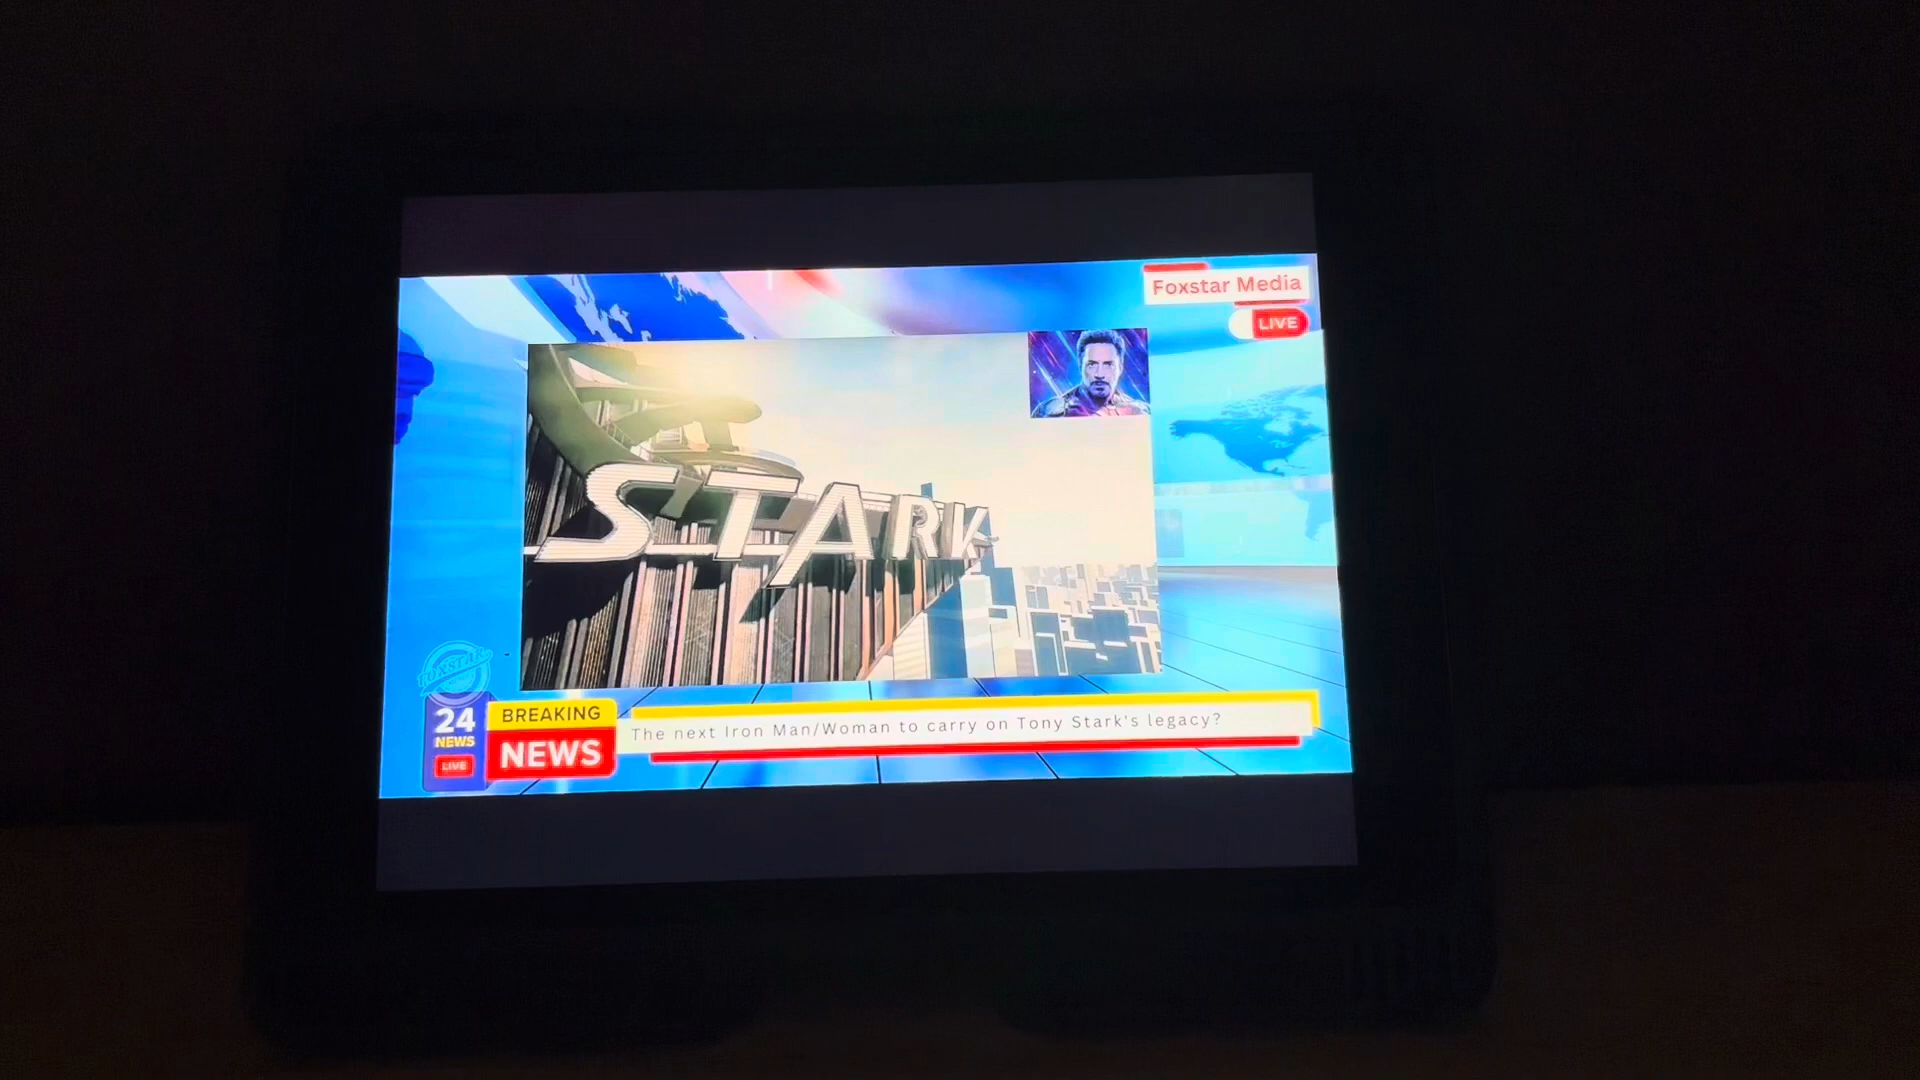 Foxstar Media
LIVE
STARK
FOXSTAR
24
NEWS
LIVE
BREAKING
NEWS
The next Iron Man/Woman to carry on Tony Stark's legacy?